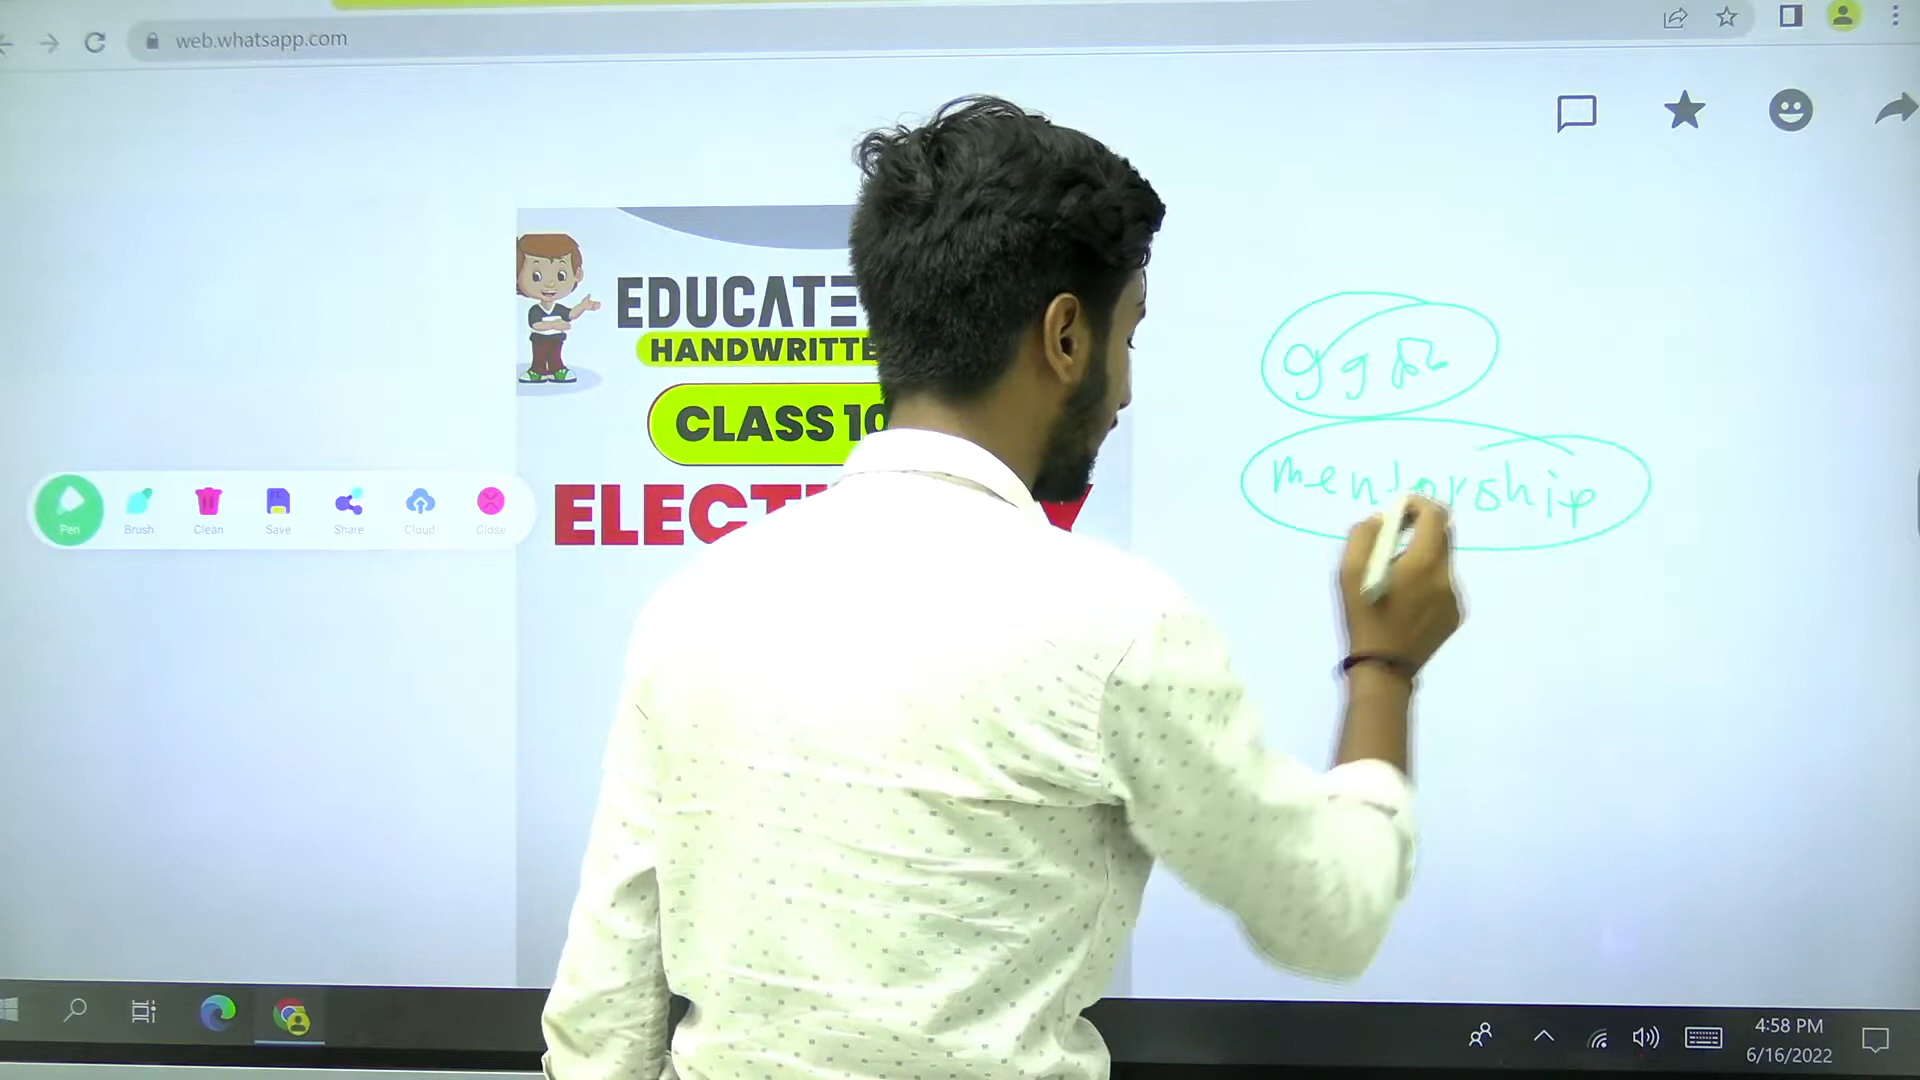 web.whatsapp.com
EDUCATE
HANDWRITTE
CLASS 10
ELECT
Y
mentorship
Pen
Brush
Clean
Save
Share
Cloud
Close
4:58 PM
6/16/2022